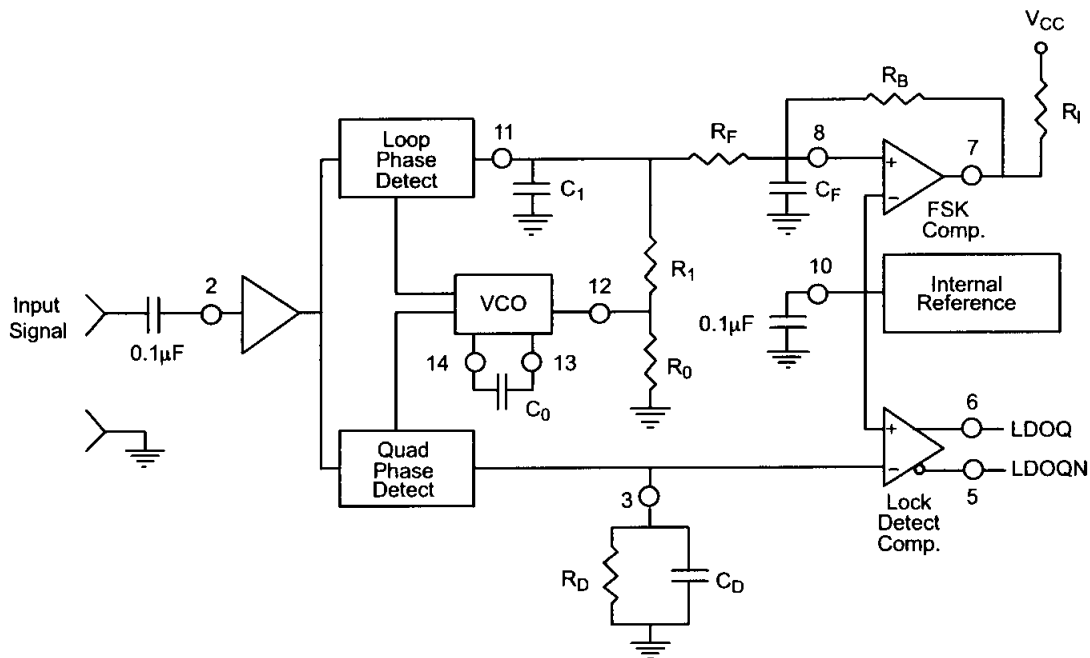 V_CC
R_B
R_I
Loop
Phase
Detect
11
R_F
8
7
C_1
C_F
+
−
FSK
Comp.
R_1
10
Internal
Reference
2
VCO
12
Input
Signal
0.1µF
0.1µF
14
13
R_0
C_0
6
LDOQ
+
−
LDOQN
5
Quad
Phase
Detect
3
Lock
Detect
Comp.
R_D
C_D